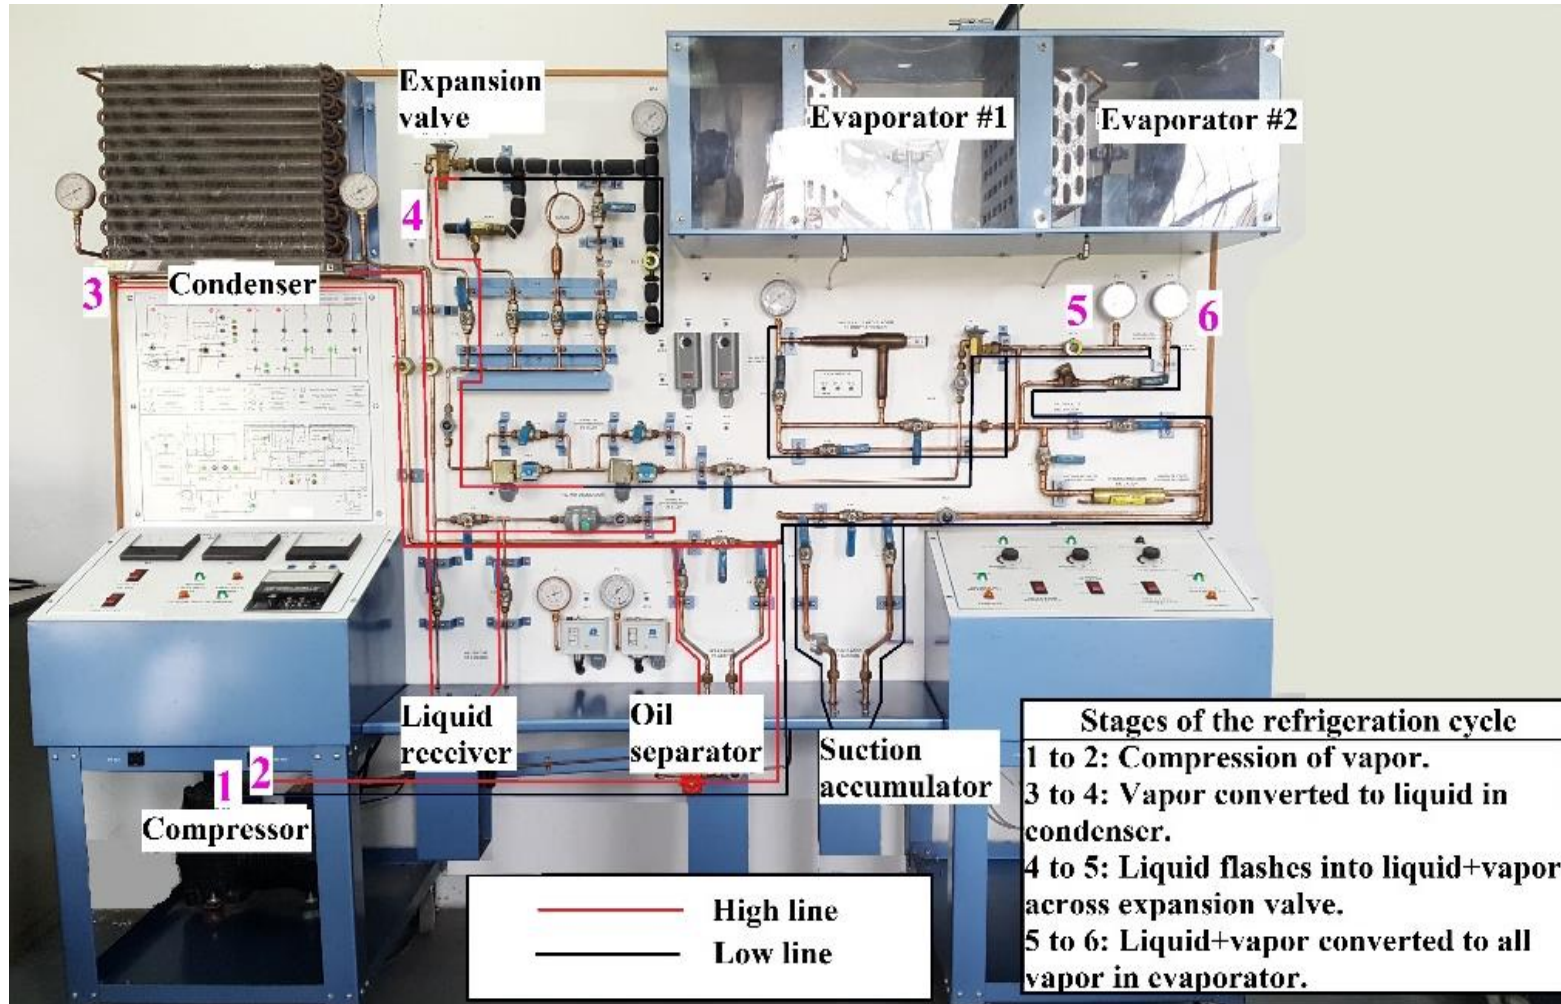 Expansion
valve
Evaporator #1
Evaporator #2
4
3
Condenser
5
6
Liquid
receiver
Oil
separator
Suction
accumulator
1
2
Compressor
High line
Low line
Stages of the refrigeration cycle
1 to 2: Compression of vapor.
3 to 4: Vapor converted to liquid in
condenser.
4 to 5: Liquid flashes into liquid+vapor
across expansion valve.
5 to 6: Liquid+vapor converted to all
vapor in evaporator.